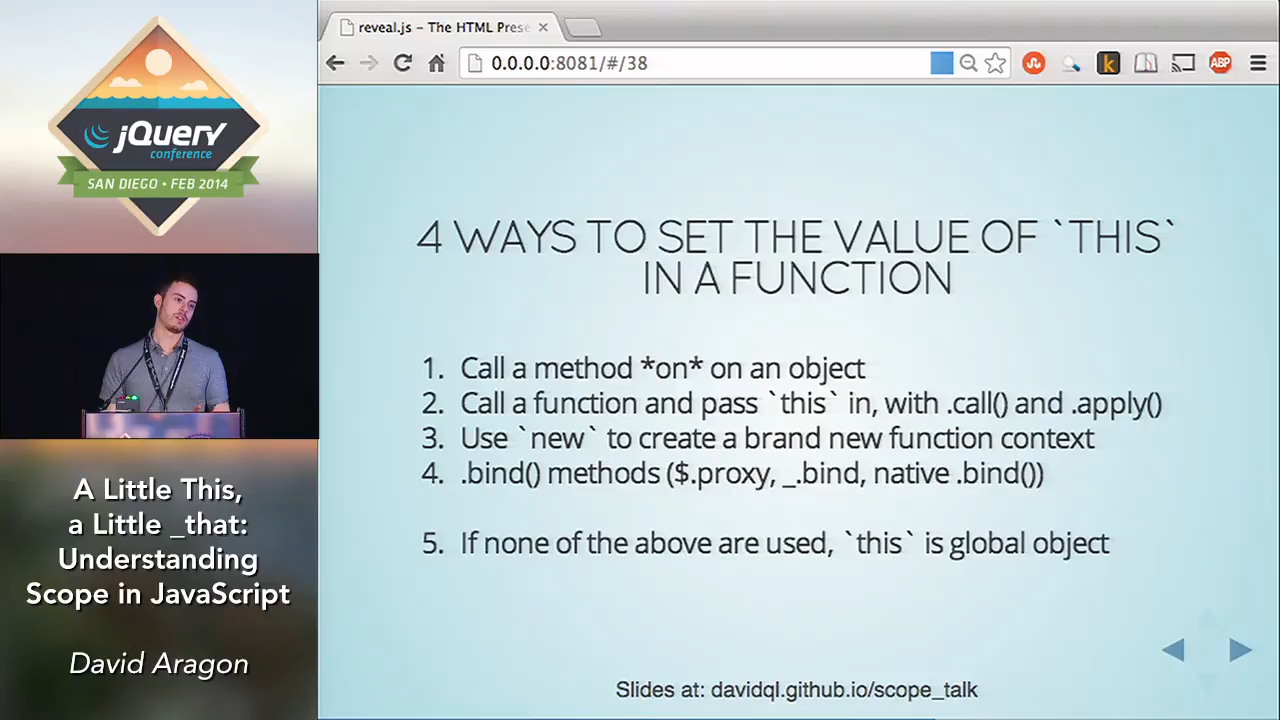 jQuery
conference
SAN DIEGO • FEB 2014
A Little This,
a Little _that:
Understanding
Scope in JavaScript
David Aragon
reveal.js – The HTML Prese
0.0.0.0:8081/#/38
k
ABP
4 WAYS TO SET THE VALUE OF `THIS`
IN A FUNCTION
1. Call a method *on* on an object
2. Call a function and pass `this` in, with .call() and .apply()
3. Use `new` to create a brand new function context
4. .bind() methods ($.proxy, _.bind, native .bind())
5. If none of the above are used, `this` is global object
Slides at: davidql.github.io/scope_talk